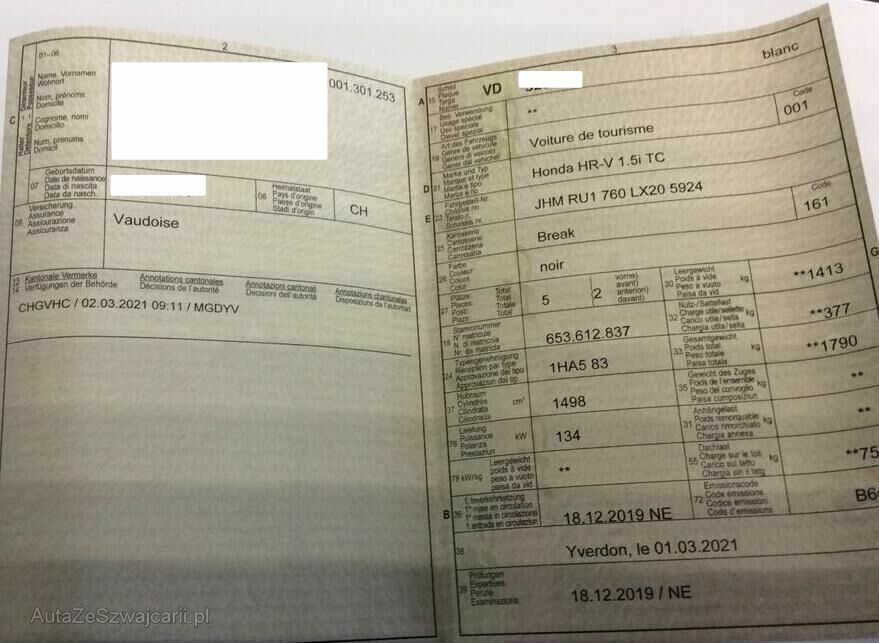 2
01–06
Name, Vornamen
Wohnort
Nom, prénoms
Domicile
Cognome, nomi
Domicilio
Num, prenums
Domicil
C
Halter – Détenteur
001.301.253
07
Geburtsdatum
Date de naissance
Data di nascita
Data da nasch.
06
Heimatstaat
Pays d'origine
Paese d'origine
Stadi d'origin
CH
09
Versicherung
Assurance
Assicurazione
Assicuranza
Vaudoise
Kantonale Vermerke
Verfügungen der Behörde
Annotations cantonales
Décisions de l'autorité
Annotazioni cantonali
Decisioni dell'autorità
Annotaziuns chantunalas
Disposiziuns da l'autoritad
CHGVHC / 02.03.2021 09:11 / MGDYV
3
A
15
Schild
Plaque
Targa
Numer
VD
blanc
17
Bes. Verwendung
Usage spécial
Uso speciale
Diever spezial
**
19
Art des Fahrzeugs
Genre de véhicule
Genere di veicolo
Gener dal vehichel
Voiture de tourisme
Code
001
D
21
Marke und Typ
Marque et type
Marca e tipo
Marca e tip
Honda HR-V 1.5i TC
E
23
Fahrgestell-Nr.
Châssis no
Telaio n.
Schassis nr.
JHM RU1 760 LX20 5924
25
Karosserie
Carrosserie
Carrozzeria
Carossaria
Break
Code
161
26
Farbe
Couleur
Colore
Colur
noir
27
Plätze Total
Places Total
Posti Totale
Plazs Total
5
2
vorne)
avant)
anteriori)
davant)
30
Leergewicht
Poids à vide
Peso a vuoto
Paisa da vid
kg
**1413
G
18
Stammnummer
N° matricule
N. di matricola
Nr. da matricla
653.612.837
32
Nutz-/Sattellast
Charge utile/sellette
Carico utile/sella
Chargia utila/sella
kg
**377
24
Typengenehmigung
Réception par type
Approvazione del tipo
Approvaziun dal tip
1HA5 83
33
Gesamtgewicht
Poids total
Peso totale
Paisa totala
kg
**1790
37
Hubraum
Cylindrée
Cilindrata
Cilindrada
cm³
1498
35
Gewicht des Zuges
Poids de l'ensemble
Peso del convoglio
Paisa cumposiziun
kg
**
76
Leistung
Puissance
Potenza
Prestaziun
kW
134
31
Anhängelast
Poids remorquable
Carico rimorchiato
Chargia annexa
kg
**
78 kW/kg
Leergewicht
poids à vide
peso a vuoto
paisa da vid
**
55
Dachlast
Charge sur le toit
Carico sul tetto
Chargia sin il tetg
kg
**75
B
36
1. Inverkehrsetzung
1re mise en circulation
1a messa in circolazione
1. entrada en circulaziun
18.12.2019 NE
72
Emissionscode
Code émissions
Codice emissioni
Code d'emissiuns
B6
38
Yverdon, le 01.03.2021
39
Prüfungen
Expertises
Perizie
Examinaziuns
18.12.2019 / NE
AutaZeSzwajcarii.pl